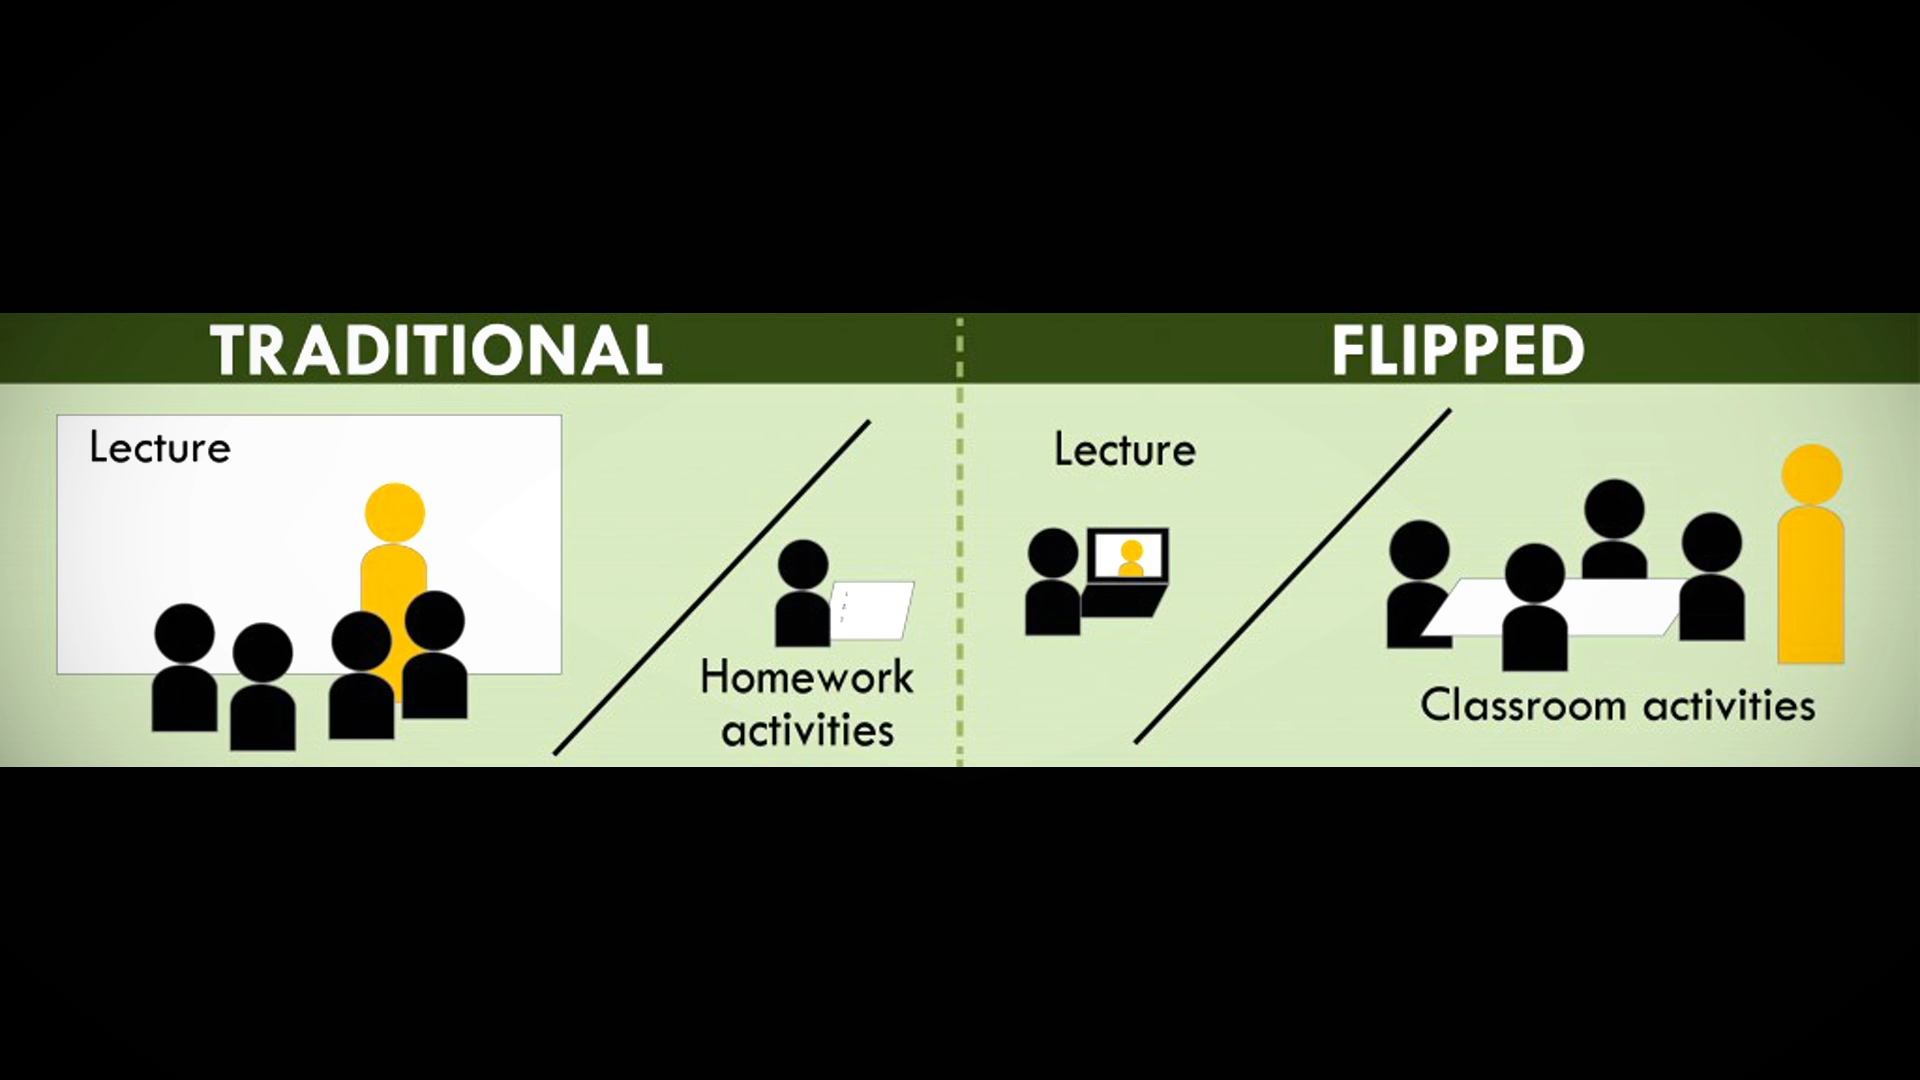 TRADITIONAL
Lecture
Homework
activities
FLIPPED
Lecture
Classroom activities